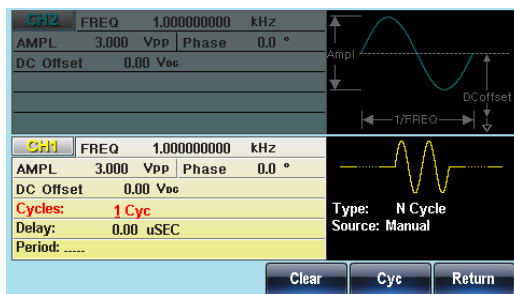 CH2 FREQ 1.000000000 kHz
AMPL 3.000 VPP Phase 0.0 °
DC Offset 0.00 VDC
Ampl
DCoffset
1/FREQ
CH1 FREQ 1.000000000 kHz
AMPL 3.000 VPP Phase 0.0 °
DC Offset 0.00 VDC
Cycles: 1 Cyc
Delay: 0.00 uSEC
Period: -----
Type: N Cycle
Source: Manual
Clear Cyc Return